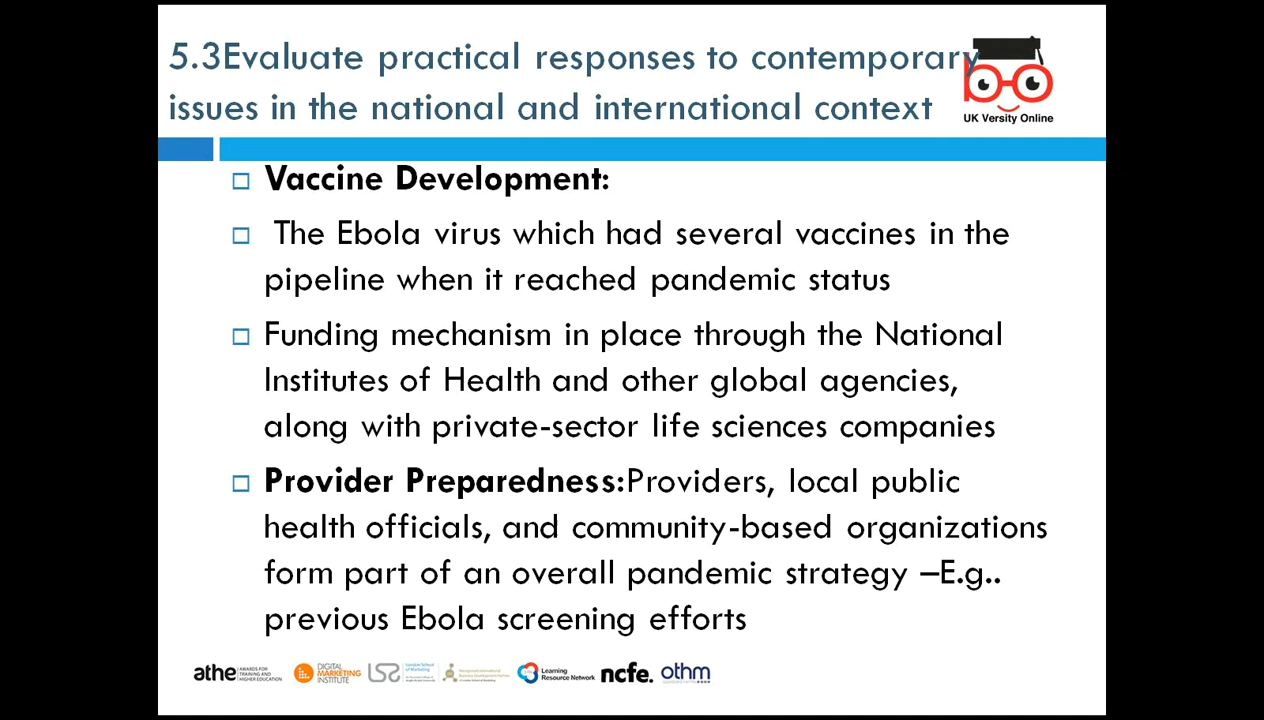 5.3Evaluate practical responses to contemporary
issues in the national and international context
UK Versity Online
Vaccine Development:
The Ebola virus which had several vaccines in the
pipeline when it reached pandemic status
Funding mechanism in place through the National
Institutes of Health and other global agencies,
along with private-sector life sciences companies
Provider Preparedness:Providers, local public
health officials, and community-based organizations
form part of an overall pandemic strategy –E.g..
previous Ebola screening efforts
athe AWARDS FOR TRAINING AND HIGHER EDUCATION
DIGITAL MARKETING INSTITUTE
London School of Marketing
Learning Resource Network
ncfe.
othm